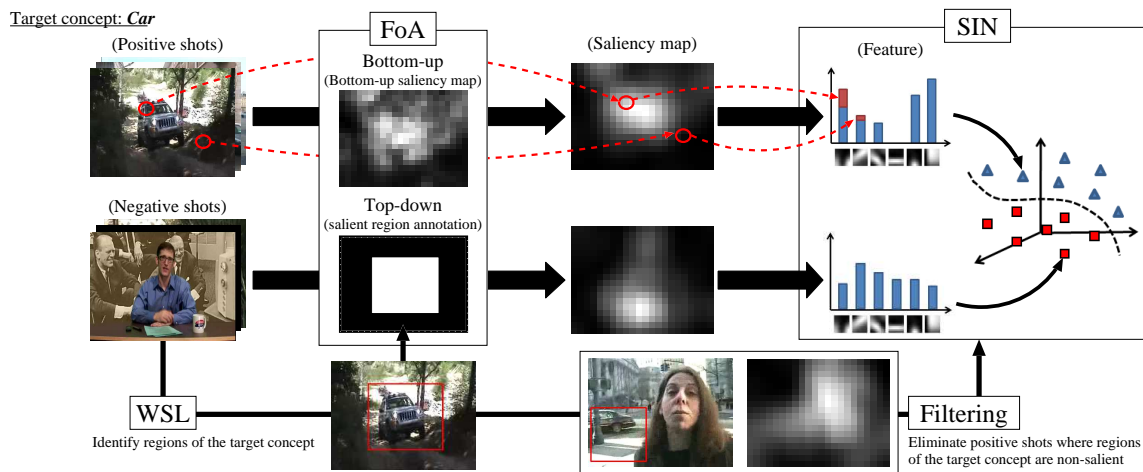 Target concept: Car
FoA
SIN
(Positive shots)
Bottom-up
(Bottom-up saliency map)
(Saliency map)
(Feature)
(Negative shots)
Top-down
(salient region annotation)
WSL
Identify regions of the target concept
Filtering
Eliminate positive shots where regions
of the target concept are non-salient